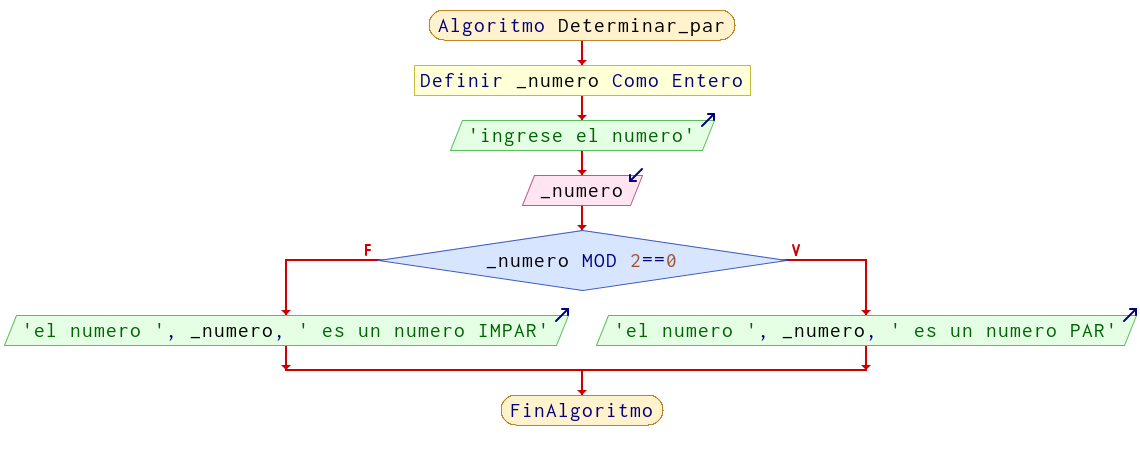 Algoritmo Determinar_par
Definir _numero Como Entero
'ingrese el numero'
_numero
F
V
_numero MOD 2==0
'el numero ', _numero, ' es un numero IMPAR'
'el numero ', _numero, ' es un numero PAR'
FinAlgoritmo